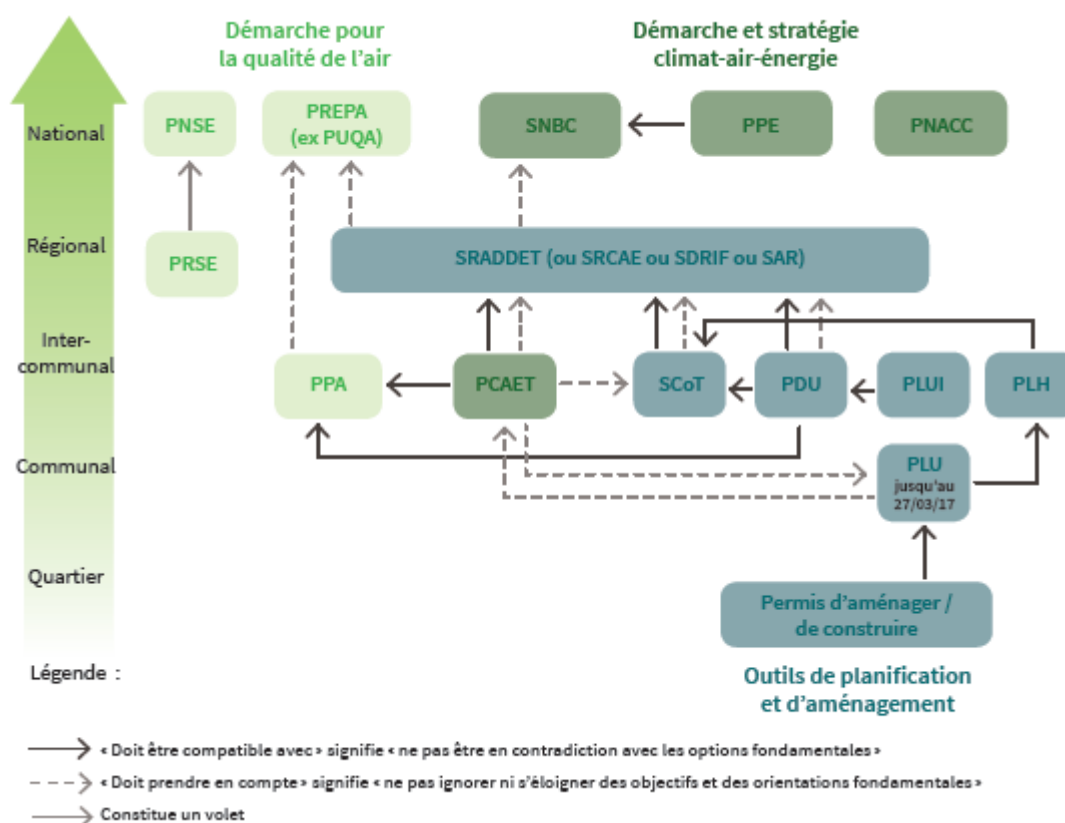 Démarche pour
la qualité de l'air
Démarche et stratégie
climat-air-énergie
National
PNSE
PREPA
(ex PUQA)
SNBC
PPE
PNACC
Régional
PRSE
SRADDET (ou SRCAE ou SDRIF ou SAR)
Inter-
communal
PPA
PCAET
SCoT
PDU
PLUI
PLH
Communal
PLU
jusqu'au
27/03/17
Quartier
Permis d'aménager /
de construire
Légende :
Outils de planification
et d'aménagement
« Doit être compatible avec » signifie « ne pas être en contradiction avec les options fondamentales »
« Doit prendre en compte » signifie « ne pas ignorer ni s'éloigner des objectifs et des orientations fondamentales »
Constitue un volet